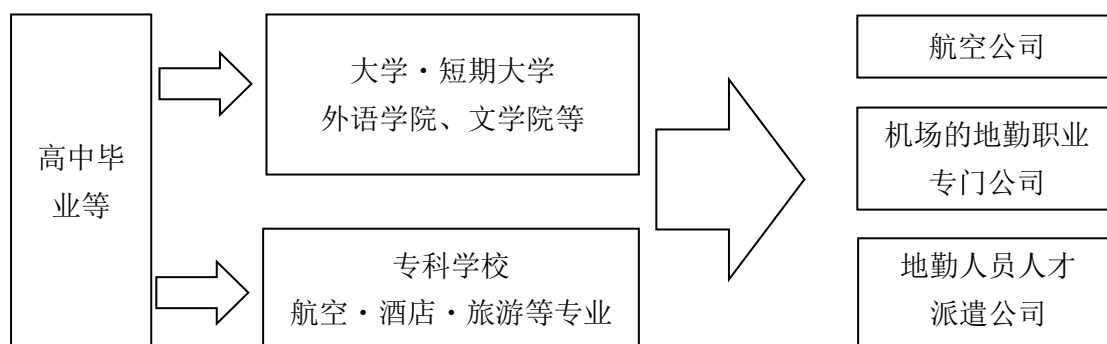 高中毕
业等
大学・短期大学
外语学院、文学院等
专科学校
航空・酒店・旅游等专业
航空公司
机场的地勤职业
专门公司
地勤人员人才
派遣公司